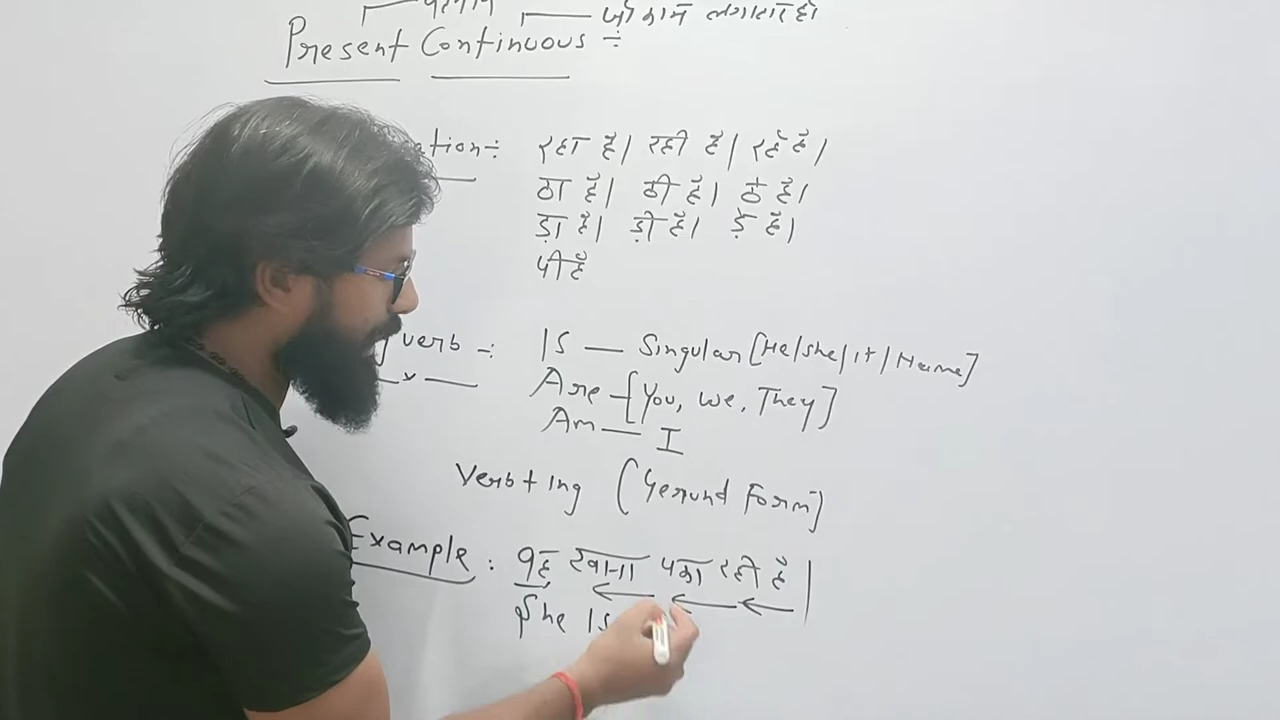 जो काम लगातार हो
Present Continuous ÷
ation÷ रहा है। रही है। रहे है।
ठा है। ठी है। ठे है।
ड़ा है। ड़ी है। ड़े है।
verb -: Is — Singular [He/She/It/Name]
Are - [You, We, They]
Am — I
Verb+ing (Gerund Form)
Example : वह खाना पका रही है |
She Is